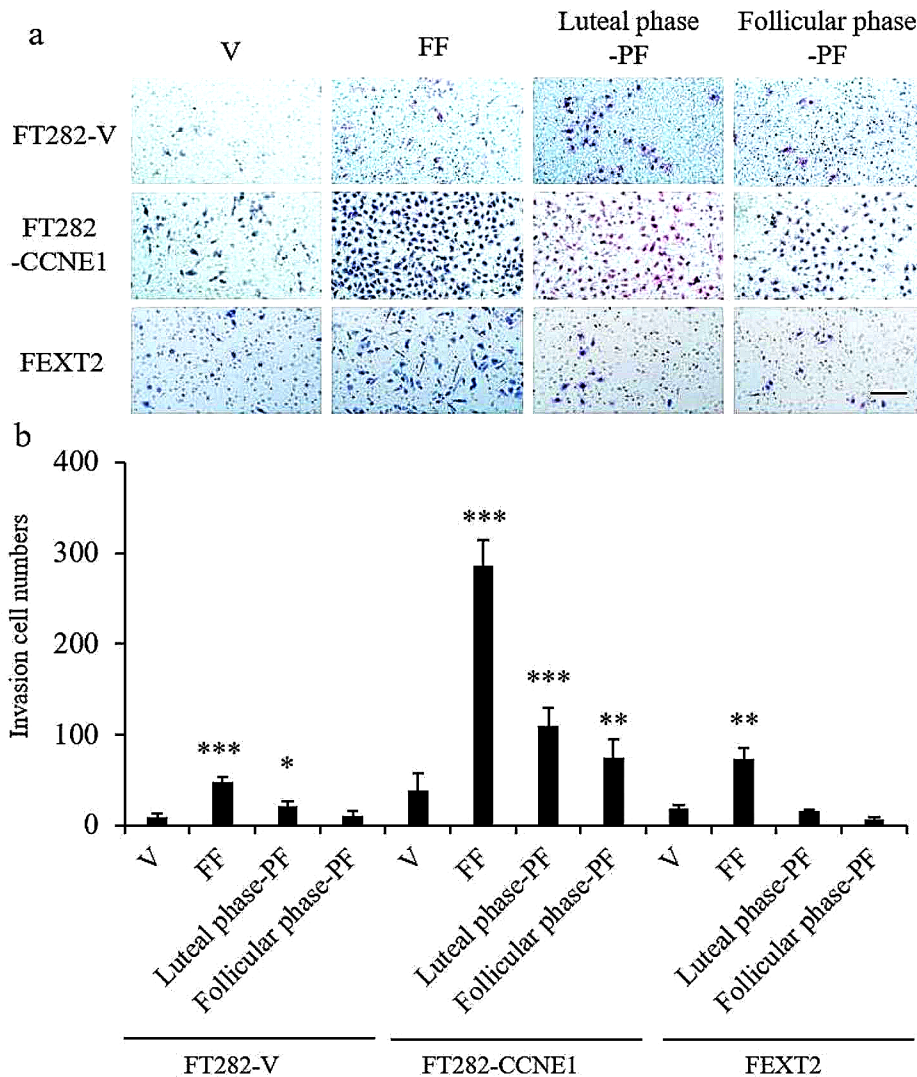 a
V
FF
Luteal phase
-PF
Follicular phase
-PF
FT282-V
FT282
-CCNE1
FEXT2
b
Invasion cell numbers
400
300
200
100
0
***
*
***
***
**
**
V
FF
Luteal phase-PF
Follicular phase-PF
V
FF
Luteal phase-PF
Follicular phase-PF
V
FF
Luteal phase-PF
Follicular phase-PF
FT282-V
FT282-CCNE1
FEXT2